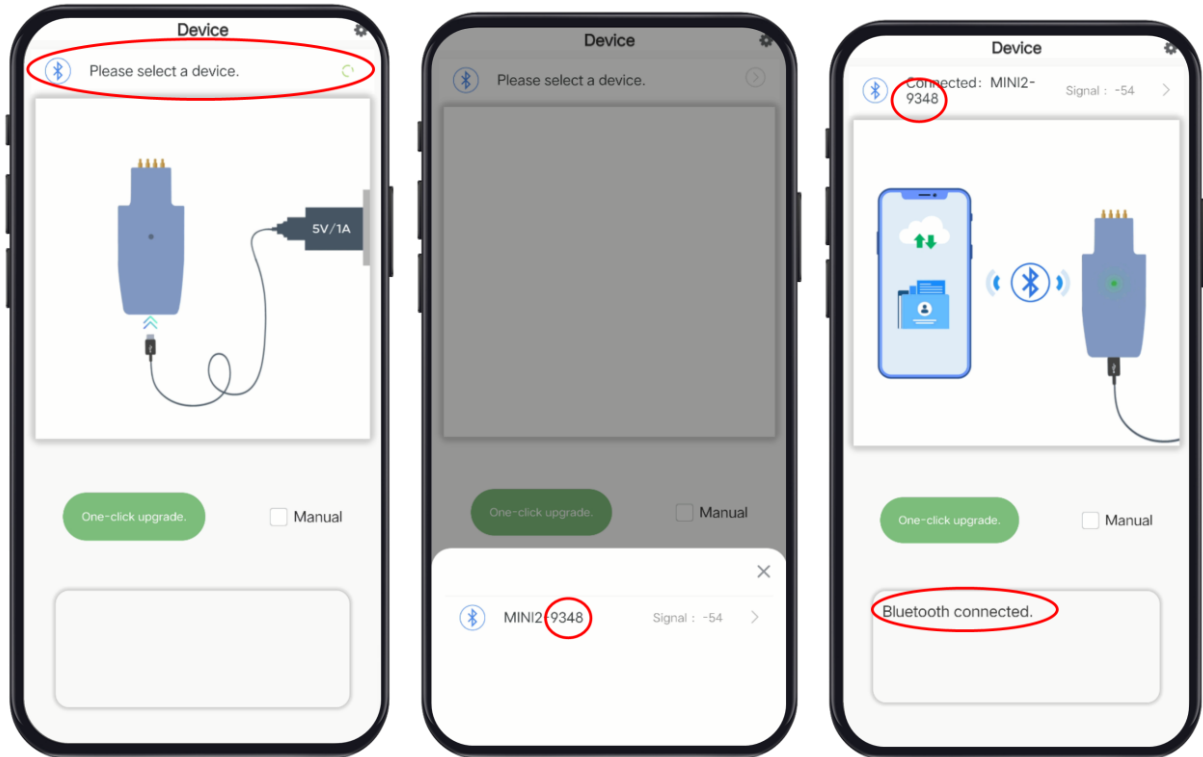 Device
Please select a device.
5V/1A
One-click upgrade.
Manual
Device
Please select a device.
One-click upgrade.
Manual
MINI2-9348
Signal : -54
Device
Connected: MINI2-
9348
Signal : -54
One-click upgrade.
Manual
Bluetooth connected.